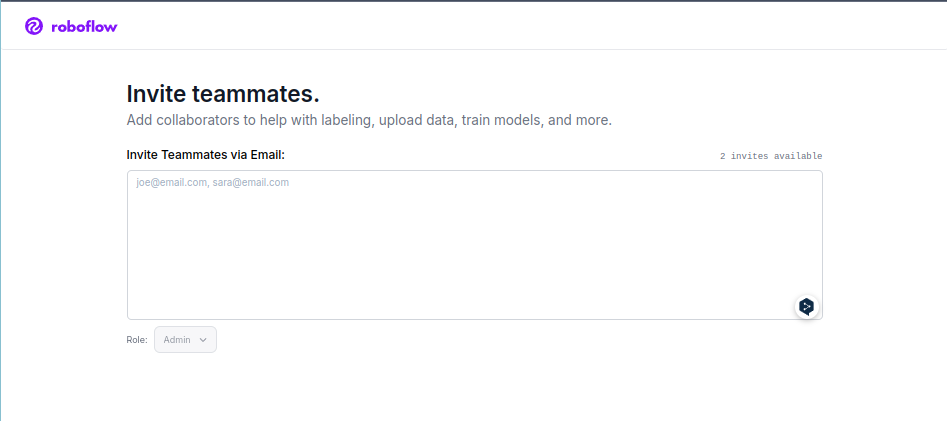 roboflow
Invite teammates.
Add collaborators to help with labeling, upload data, train models, and more.
Invite Teammates via Email:
2 invites available
joe@email.com, sara@email.com
Role:
Admin